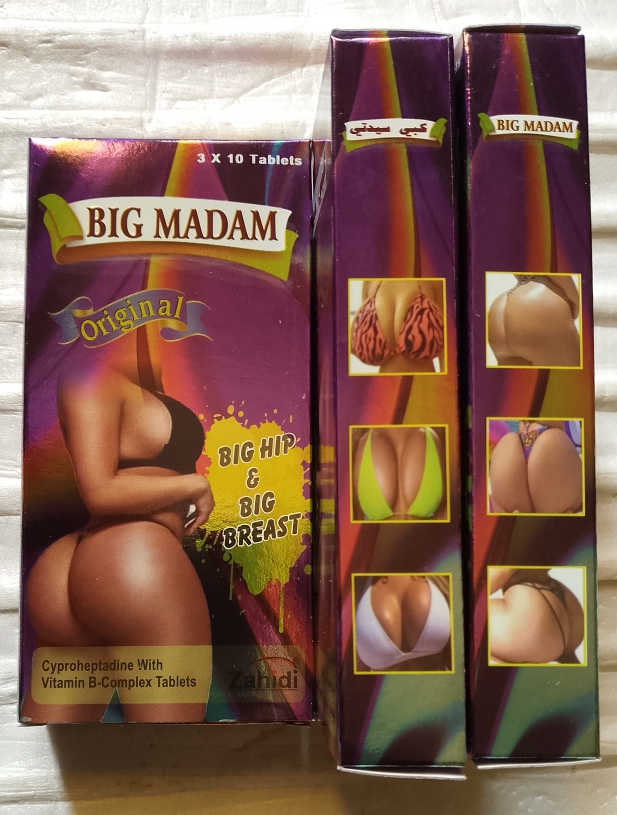 3 X 10 Tablets
BIG MADAM
Original
BIG HIP
&
BIG
BREAST
Cyproheptadine With
Vitamin B-Complex Tablets
Zahidi
كبي سيدتي
BIG MADAM